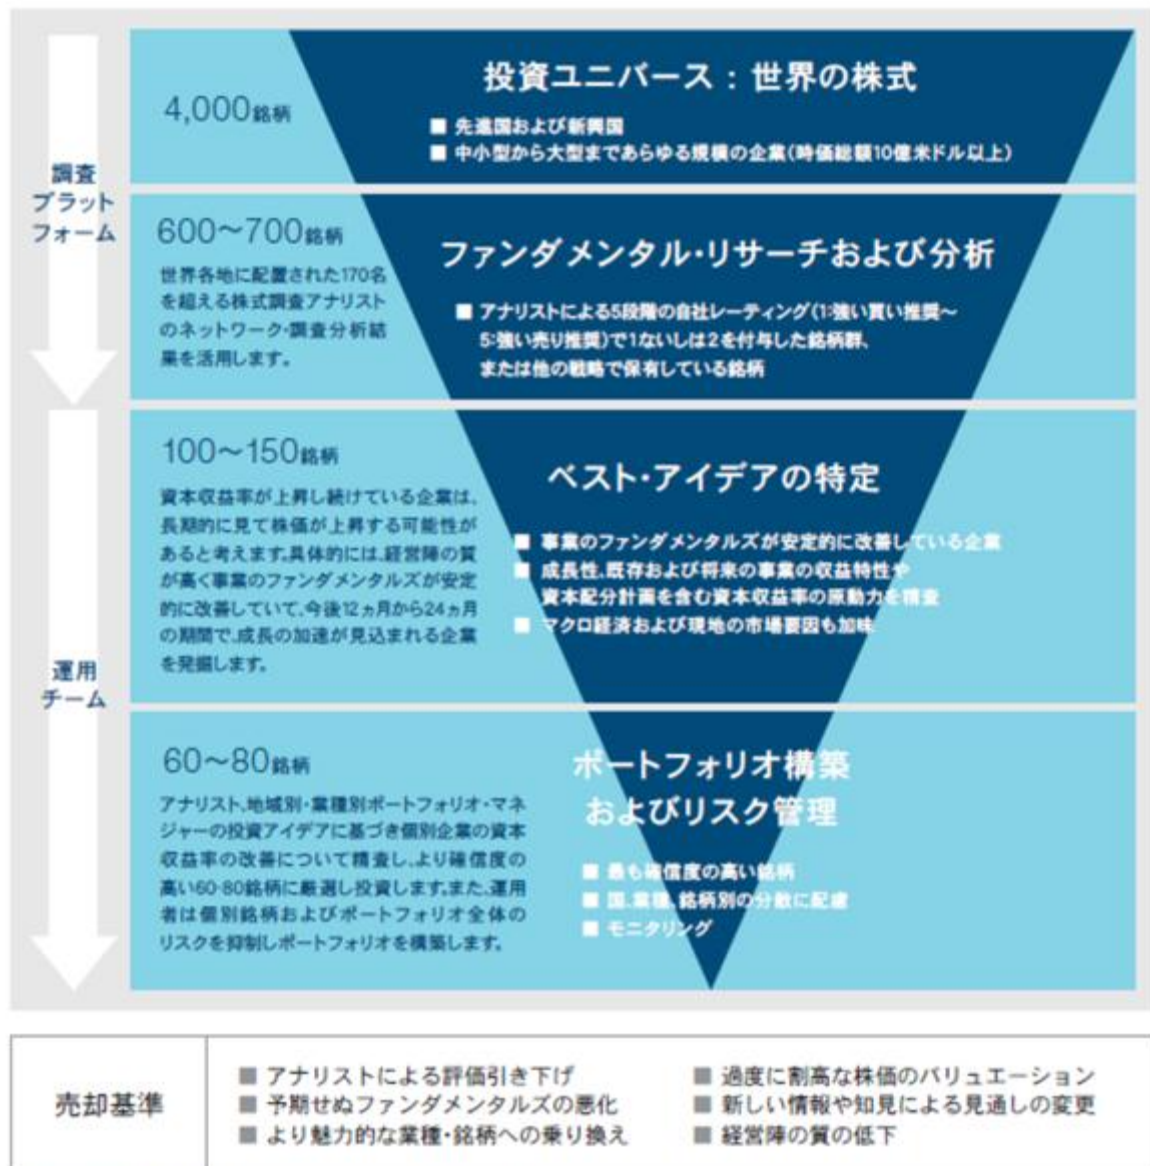 調査
プラット
フォーム
4,000銘柄
投資ユニバース：世界の株式
■ 先進国および新興国
■ 中小型から大型まであらゆる規模の企業(時価総額10億米ドル以上)
600～700銘柄
世界各地に配置された170名
を超える株式調査アナリスト
のネットワーク・調査分析結
果を活用します。
ファンダメンタル・リサーチおよび分析
■ アナリストによる5段階の自社レーティング(1:強い買い推奨～
5:強い売り推奨)で1ないしは2を付与した銘柄群、
または他の戦略で保有している銘柄
運用
チーム
100～150銘柄
資本収益率が上昇し続けている企業は、
長期的に見て株価が上昇する可能性が
あると考えます。具体的には、経営陣の質
が高く事業のファンダメンタルズが安定
的に改善していて、今後12ヵ月から24ヵ月
の期間で、成長の加速が見込まれる企業
を発掘します。
ベスト・アイデアの特定
■ 事業のファンダメンタルズが安定的に改善している企業
■ 成長性、既存および将来の事業の収益特性や
資本配分計画を含む資本収益率の原動力を精査
■ マクロ経済および現地の市場要因も加味
60～80銘柄
アナリスト、地域別・業種別ポートフォリオ・マネ
ジャーの投資アイデアに基づき個別企業の資本
収益率の改善について精査し、より確信度の
高い60-80銘柄に厳選し投資します。また、運用
者は個別銘柄およびポートフォリオ全体の
リスクを抑制しポートフォリオを構築します。
ポートフォリオ構築
およびリスク管理
■ 最も確信度の高い銘柄
■ 国、業種、銘柄別の分散に配慮
■ モニタリング
売却基準
■ アナリストによる評価引き下げ
■ 予期せぬファンダメンタルズの悪化
■ より魅力的な業種・銘柄への乗り換え
■ 過度に割高な株価のバリュエーション
■ 新しい情報や知見による見通しの変更
■ 経営陣の質の低下